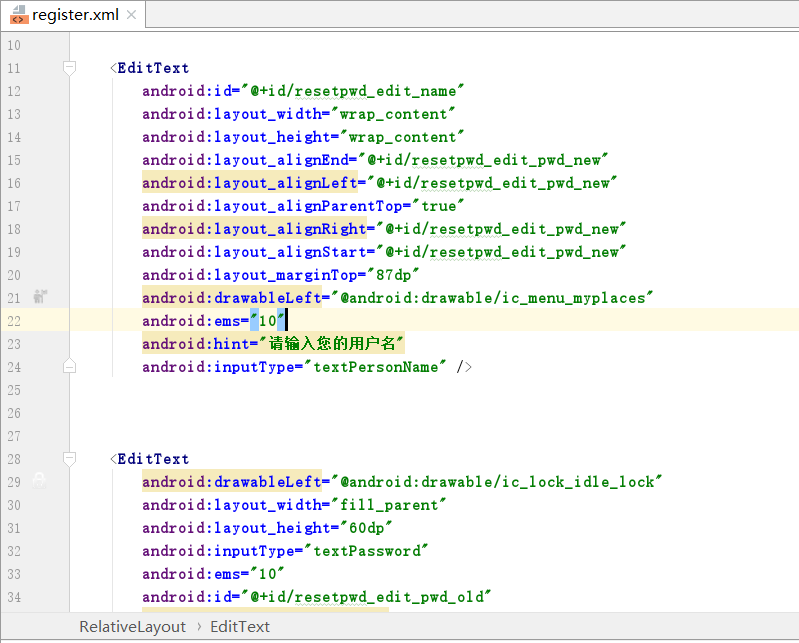 register.xml
10
11 <EditText
12 android:id="@+id/resetpwd_edit_name"
13 android:layout_width="wrap_content"
14 android:layout_height="wrap_content"
15 android:layout_alignEnd="@+id/resetpwd_edit_pwd_new"
16 android:layout_alignLeft="@+id/resetpwd_edit_pwd_new"
17 android:layout_alignParentTop="true"
18 android:layout_alignRight="@+id/resetpwd_edit_pwd_new"
19 android:layout_alignStart="@+id/resetpwd_edit_pwd_new"
20 android:layout_marginTop="87dp"
21 android:drawableLeft="@android:drawable/ic_menu_myplaces"
22 android:ems="10"
23 android:hint="请输入您的用户名"
24 android:inputType="textPersonName" />
25
26
27
28 <EditText
29 android:drawableLeft="@android:drawable/ic_lock_idle_lock"
30 android:layout_width="fill_parent"
31 android:layout_height="60dp"
32 android:inputType="textPassword"
33 android:ems="10"
34 android:id="@+id/resetpwd_edit_pwd_old"
RelativeLayout › EditText